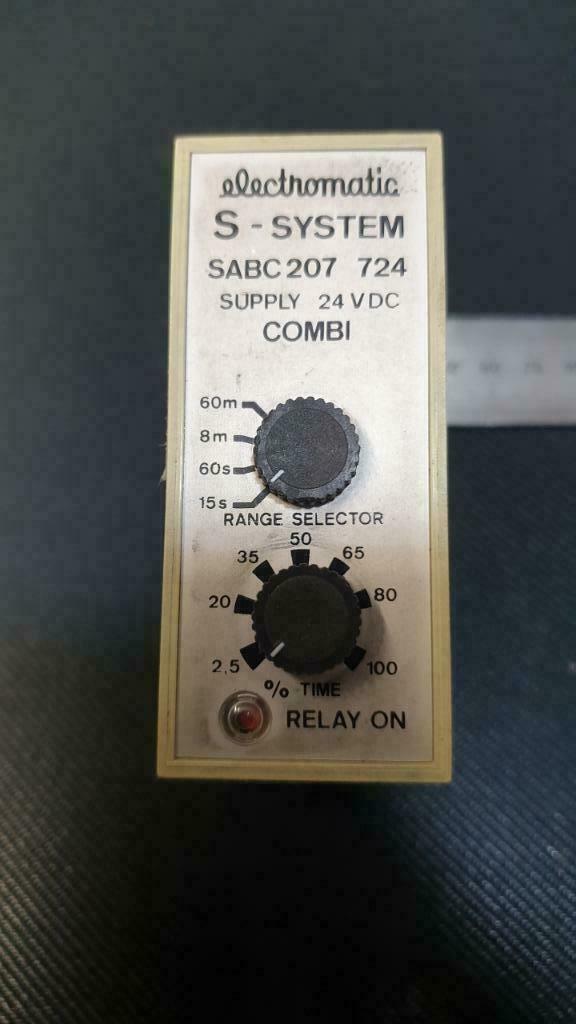 electromatic
S - SYSTEM
SABC 207 724
SUPPLY 24 VDC
COMBI
60m
8m
60s
15s
RANGE SELECTOR
50
35 65
20 80
2,5 100
% TIME
RELAY ON